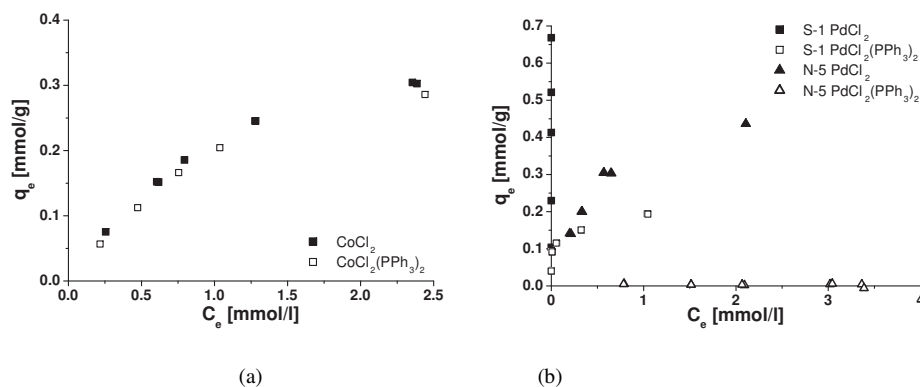 0.4
0.3
0.2
0.1
0.0
q_e [mmol/g]
CoCl₂
CoCl₂(PPh₃)₂
0.0 0.5 1.0 1.5 2.0 2.5
C_e [mmol/l]
(a)
0.7
0.6
0.5
0.4
0.3
0.2
0.1
0.0
q_e [mmol/g]
S-1 PdCl₂
S-1 PdCl₂(PPh₃)₂
N-5 PdCl₂
N-5 PdCl₂(PPh₃)₂
0 1 2 3 4
C_e [mmol/l]
(b)